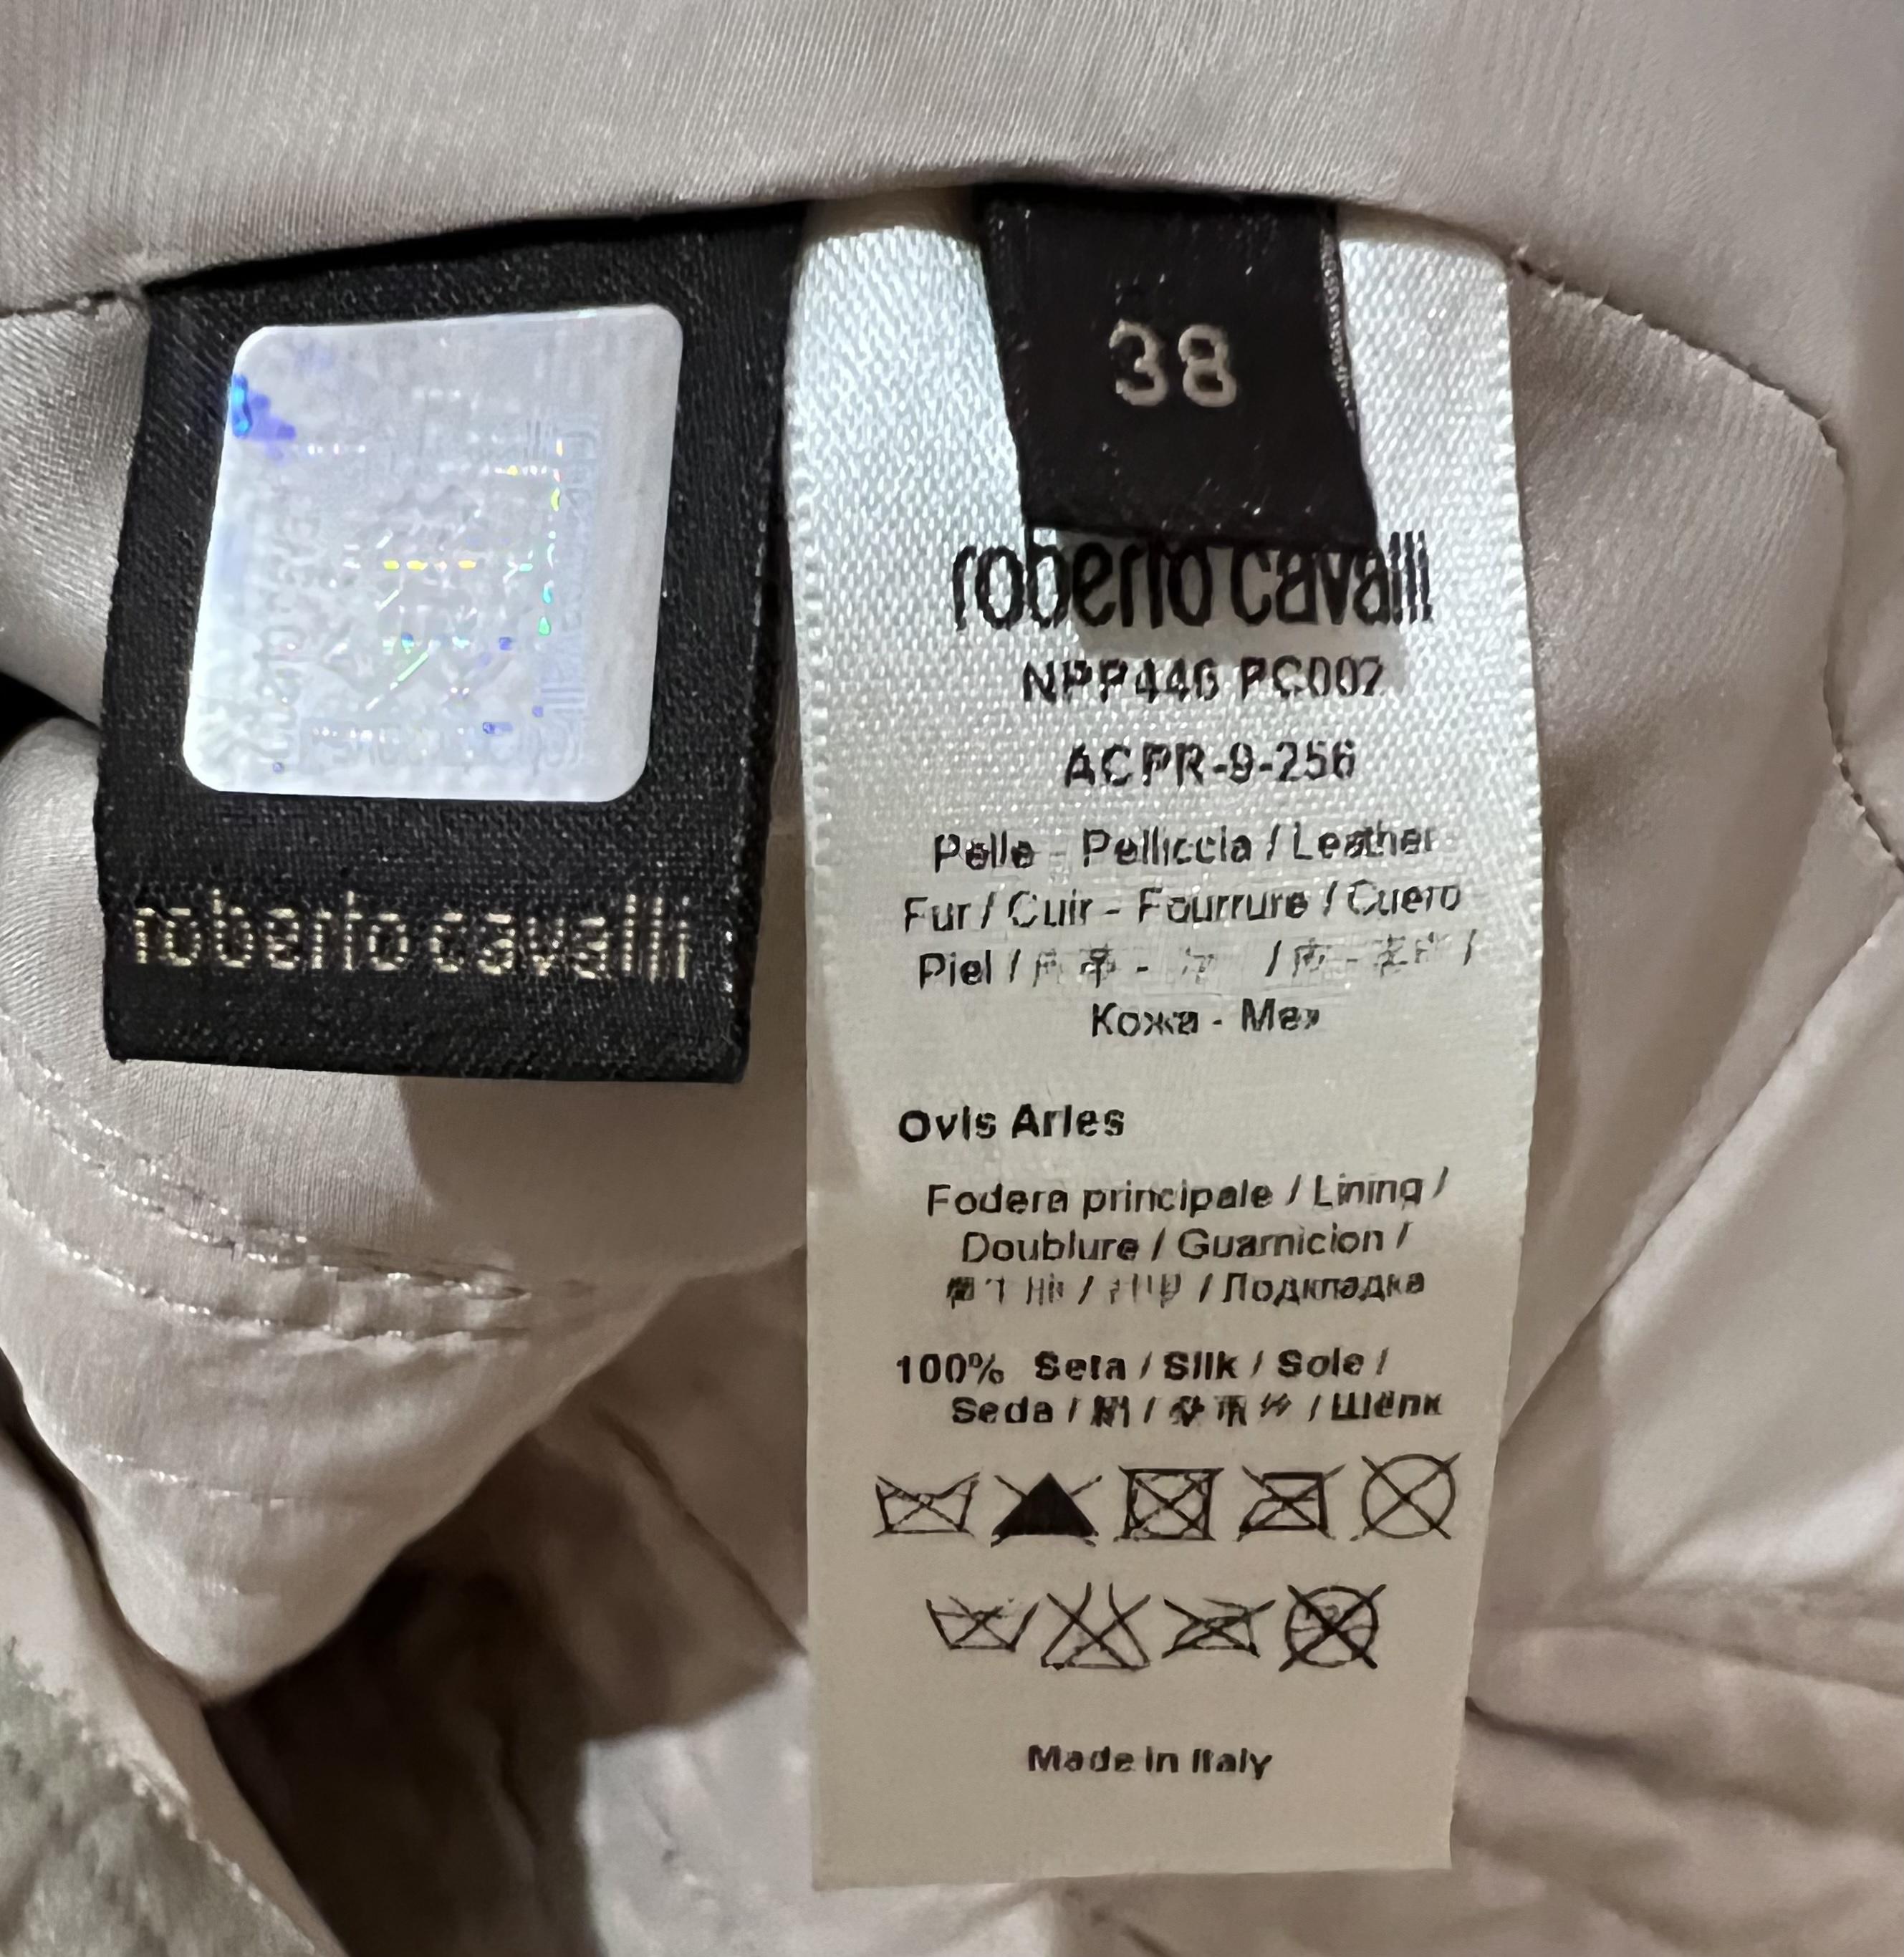 roberto cavalli
38
roberto cavalli
NPP446 PC002
ACPR-9-256
Pelle - Pelliccia / Leather
Fur / Cuir - Fourrure / Cuero
Piel / / /
Кожа - Мех
Ovis Aries
Fodera principale / Lining /
Doublure / Guarnicion /
/ / Подкладка
100% Seta / Silk / Soie /
Seda / / / Шёлк
Made in Italy